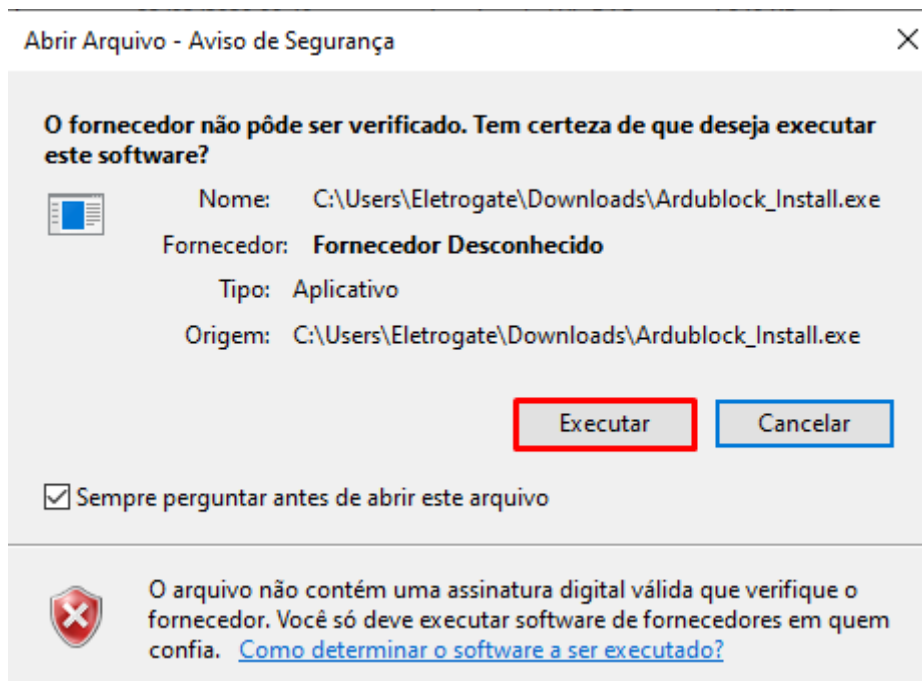 Abrir Arquivo - Aviso de Segurança
O fornecedor não pôde ser verificado. Tem certeza de que deseja executar
este software?
Nome: C:\Users\Eletrogate\Downloads\Ardublock_Install.exe
Fornecedor: Fornecedor Desconhecido
Tipo: Aplicativo
Origem: C:\Users\Eletrogate\Downloads\Ardublock_Install.exe
Executar Cancelar
Sempre perguntar antes de abrir este arquivo
O arquivo não contém uma assinatura digital válida que verifique o
fornecedor. Você só deve executar software de fornecedores em quem
confia. Como determinar o software a ser executado?